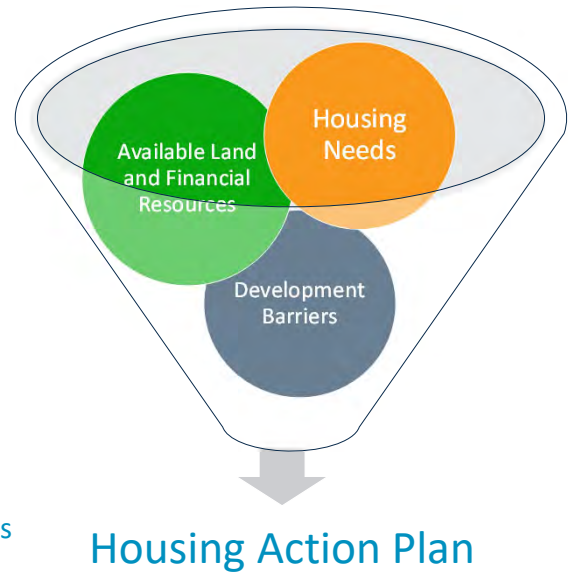 Housing
Needs
Available Land
and Financial
Resources
Development
Barriers
s
Housing Action Plan